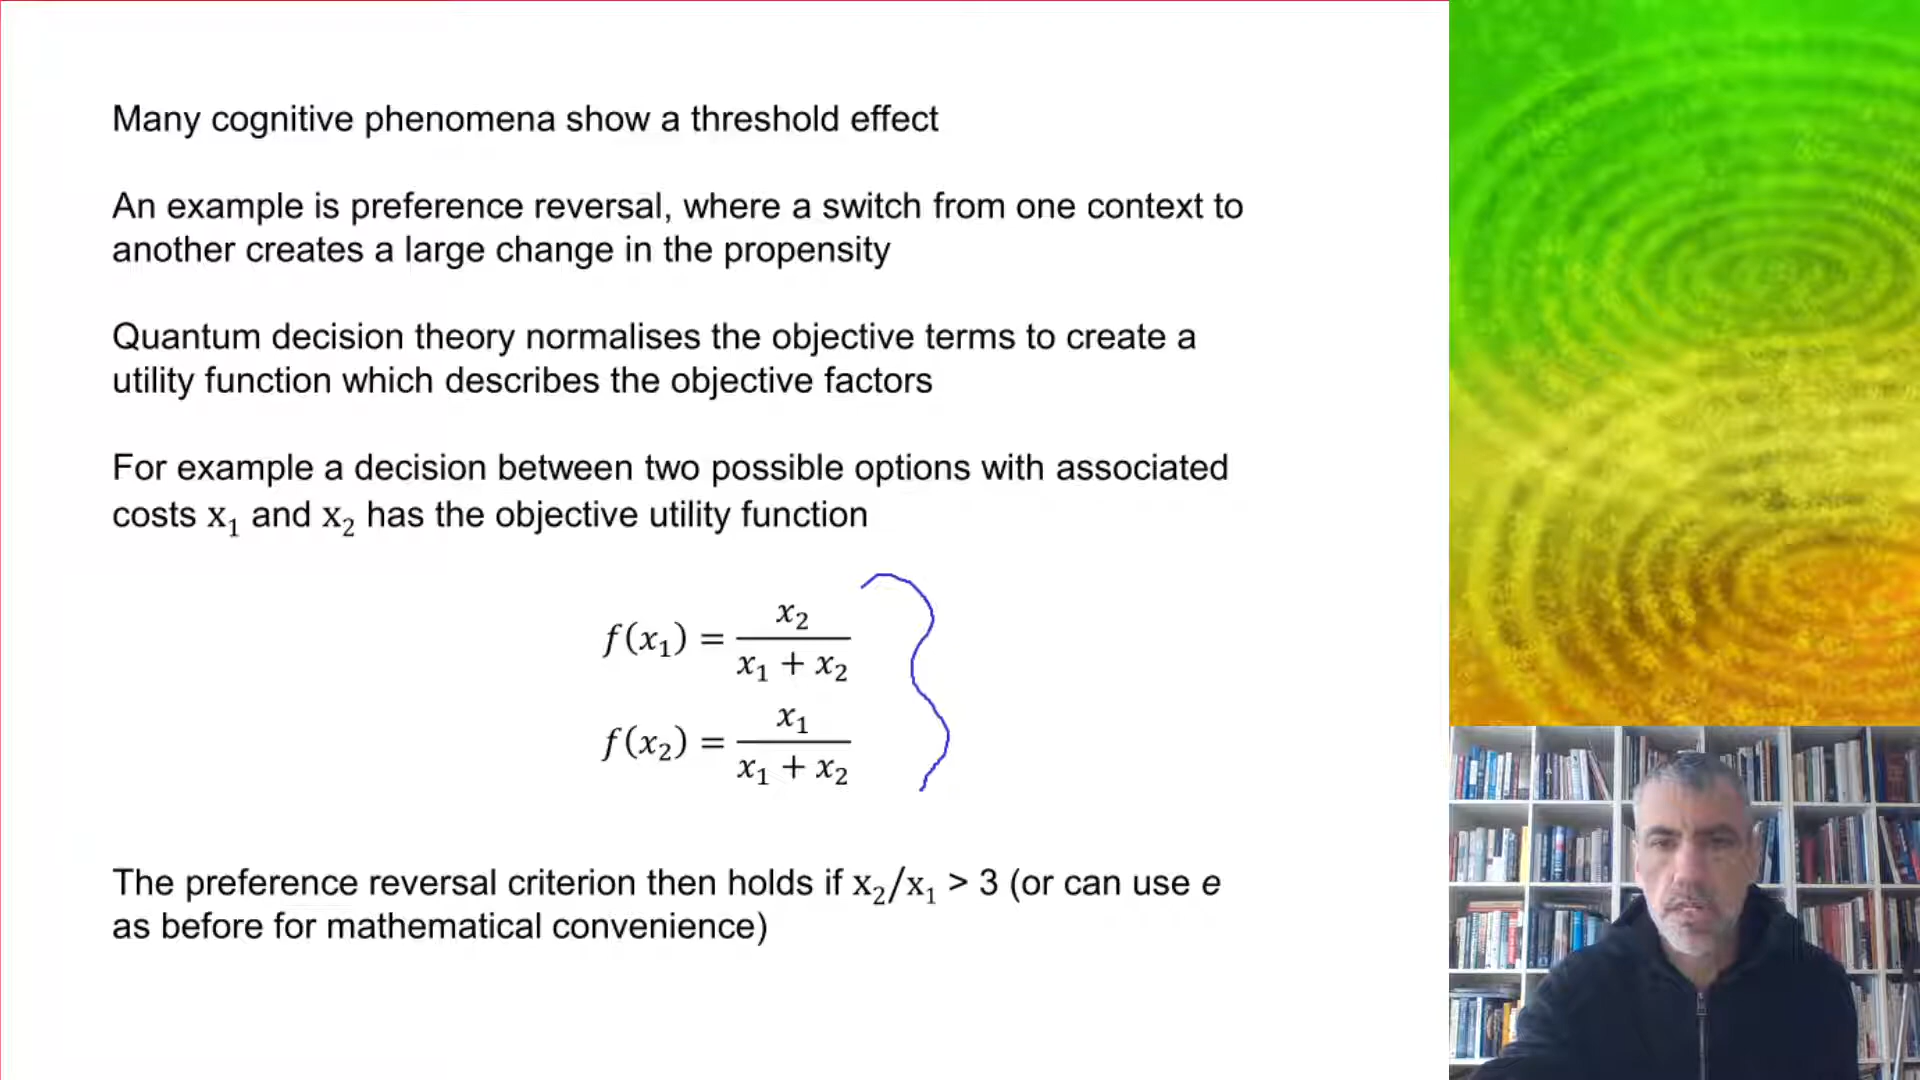 Many cognitive phenomena show a threshold effect
An example is preference reversal, where a switch from one context to
another creates a large change in the propensity
Quantum decision theory normalises the objective terms to create a
utility function which describes the objective factors
For example a decision between two possible options with associated
costs x₁ and x₂ has the objective utility function
f(x₁) = x₂ / (x₁ + x₂)
f(x₂) = x₁ / (x₁ + x₂)
The preference reversal criterion then holds if x₂/x₁ > 3 (or can use e
as before for mathematical convenience)